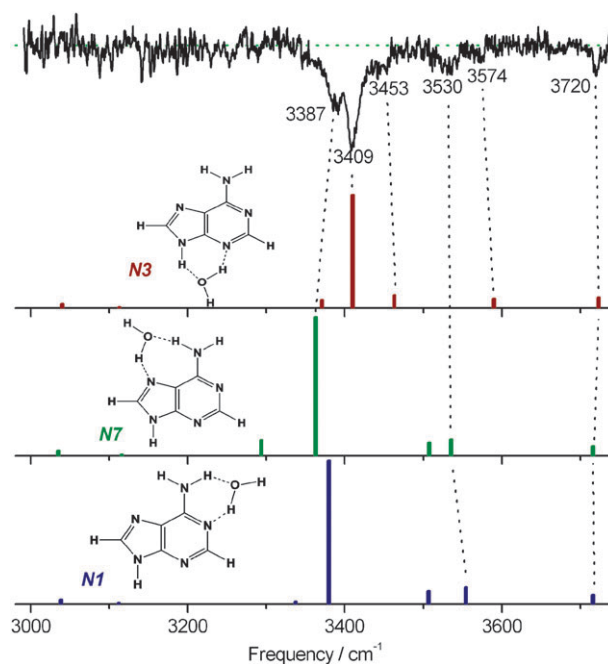 3387
3409
3453
3530
3574
3720
H N H
N N
H H
N N
H H
O
H
N3
H
O H N H
H
N N
H H
N N
H
N7
H N H O H
H
N N
H H
N N
H
N1
3000 3200 3400 3600
Frequency / cm⁻¹